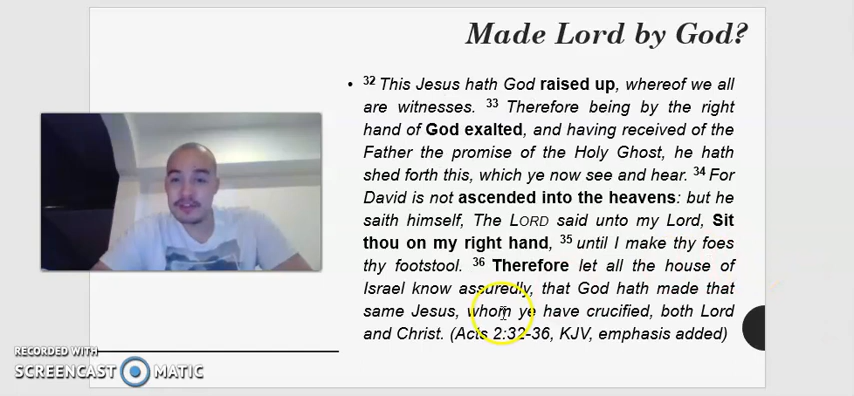 Made Lord by God?
• 32 This Jesus hath God raised up, whereof we all
are witnesses. 33 Therefore being by the right
hand of God exalted, and having received of the
Father the promise of the Holy Ghost, he hath
shed forth this, which ye now see and hear. 34 For
David is not ascended into the heavens: but he
saith himself, The LORD said unto my Lord, Sit
thou on my right hand, 35 until I make thy foes
thy footstool. 36 Therefore let all the house of
Israel know assuredly, that God hath made that
same Jesus, whom ye have crucified, both Lord
and Christ. (Acts 2:32-36, KJV, emphasis added)
RECORDED WITH
SCREENCAST MATIC